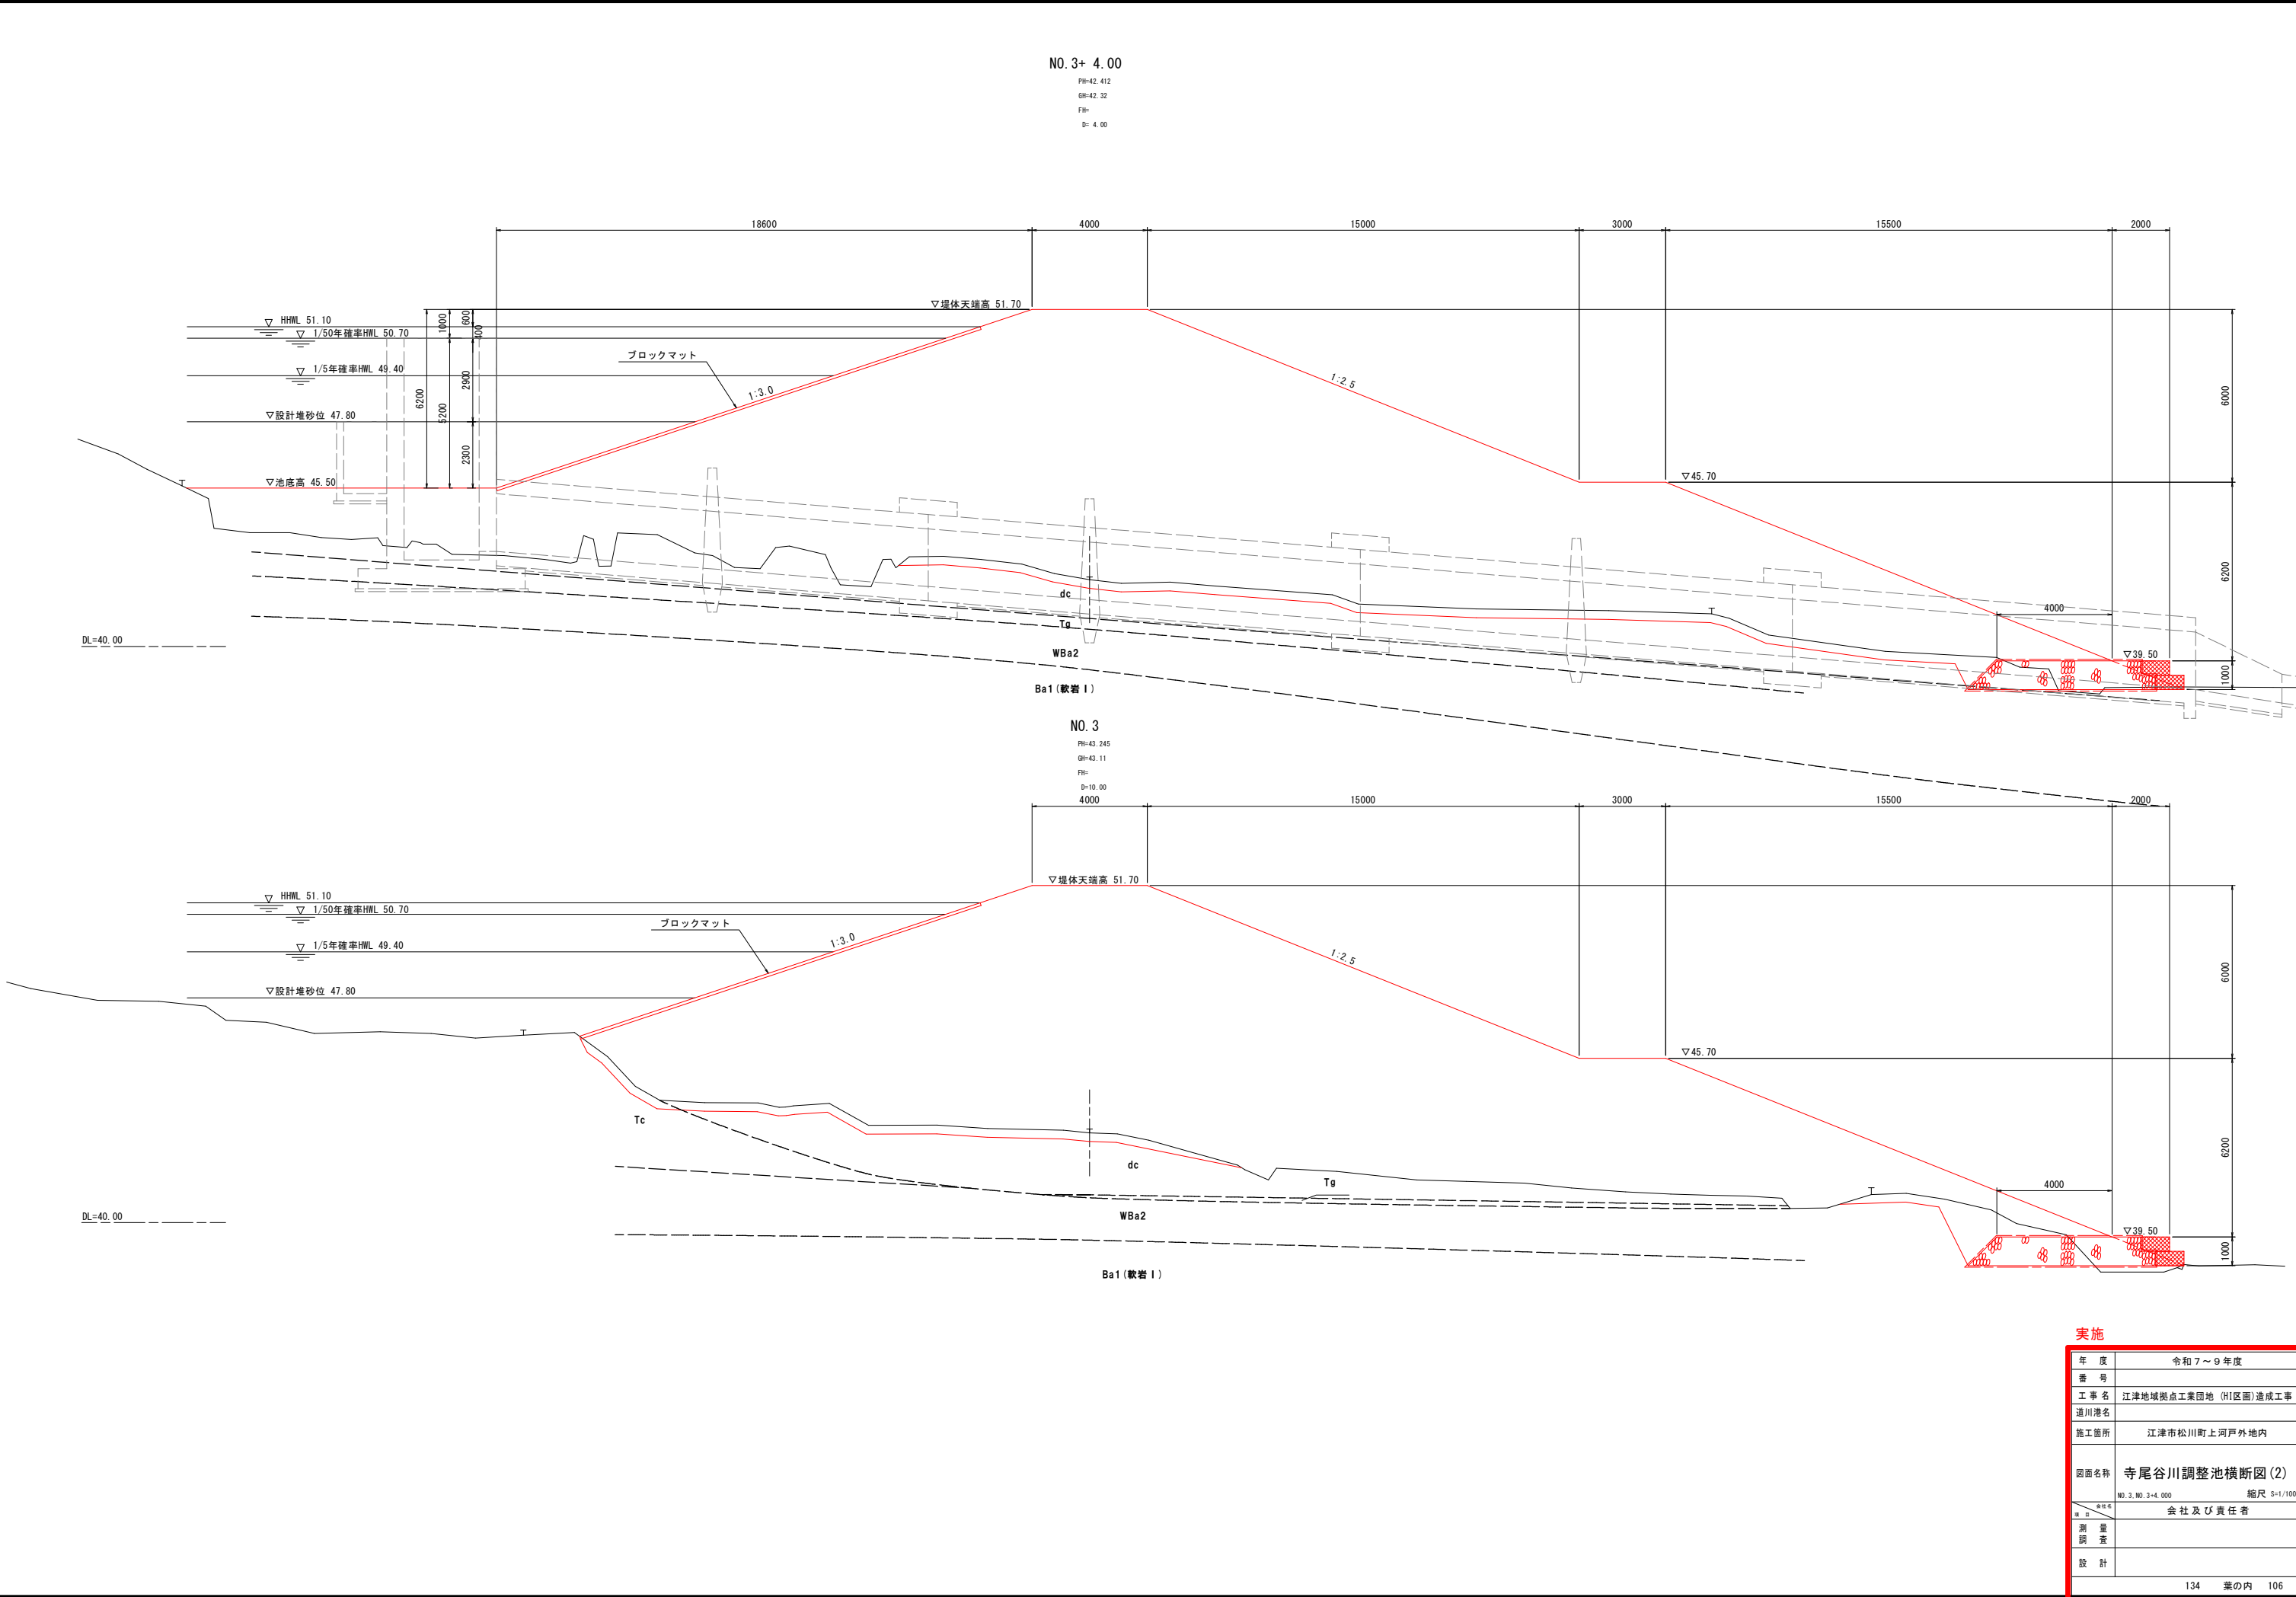 NO.3+ 4.00
PH=42.412
GH=42.32
FH=
D= 4.00
18600
4000
15000
3000
15500
2000
▽堤体天端高 51.70
▽ HHWL 51.10
▽ 1/50年確率HWL 50.70
▽ 1/5年確率HWL 49.40
▽設計堆砂位 47.80
▽池底高 45.50
6200
1000
5200
600
400
2900
2300
ブロックマット
1:3.0
1:2.5
▽45.70
6000
6200
4000
▽39.50
1000
dc
Tg
WBa2
Ba1(軟岩Ⅰ)
DL=40.00
NO.3
PH=43.245
GH=43.11
FH=
D=10.00
4000
15000
3000
15500
2000
▽堤体天端高 51.70
▽ HHWL 51.10
▽ 1/50年確率HWL 50.70
▽ 1/5年確率HWL 49.40
▽設計堆砂位 47.80
ブロックマット
1:3.0
1:2.5
▽45.70
6000
6200
4000
▽39.50
1000
Tc
dc
Tg
WBa2
Ba1(軟岩Ⅰ)
DL=40.00
実施
年 度 令和7～9年度
番 号
工事名 江津地域拠点工業団地 (HI区画)造成工事
道川港名
施工箇所 江津市松川町上河戸外地内
図面名称 寺尾谷川調整池横断図(2)
NO.3,NO.3+4.000 縮尺 S=1/100
会社名
項 目
会社及び責任者
測 量
調 査
設 計
134 葉の内 106